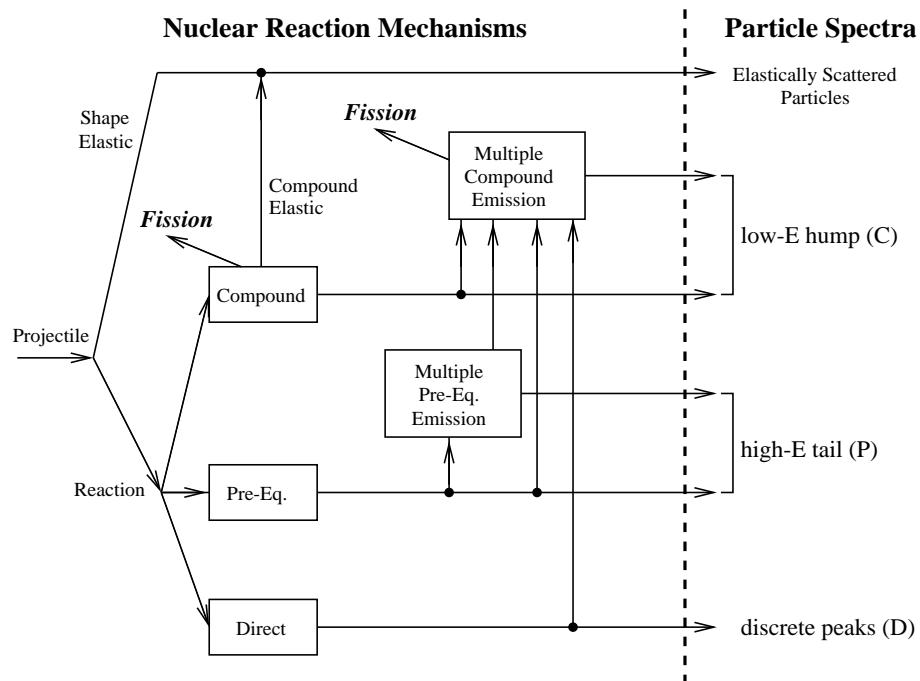 Nuclear Reaction Mechanisms
Particle Spectra
Elastically Scattered
Particles
Shape
Elastic
Fission
Multiple
Compound
Emission
Compound
Elastic
Fission
low-E hump (C)
Compound
Projectile
Multiple
Pre-Eq.
Emission
high-E tail (P)
Reaction
Pre-Eq.
Direct
discrete peaks (D)